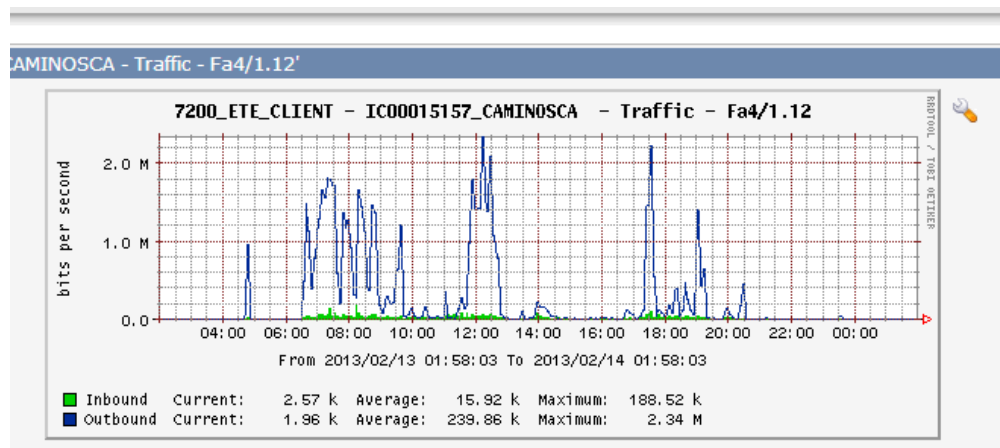 CAMINOSCA - Traffic - Fa4/1.12'
7200_ETE_CLIENT - IC00015157_CAMINOSCA - Traffic - Fa4/1.12
RRDTOOL / TOBI OETIKER
bits per second
2.0 M
1.0 M
0.0
04:00 06:00 08:00 10:00 12:00 14:00 16:00 18:00 20:00 22:00 00:00
From 2013/02/13 01:58:03 To 2013/02/14 01:58:03
Inbound Current: 2.57 k Average: 15.92 k Maximum: 188.52 k
Outbound Current: 1.96 k Average: 239.86 k Maximum: 2.34 M